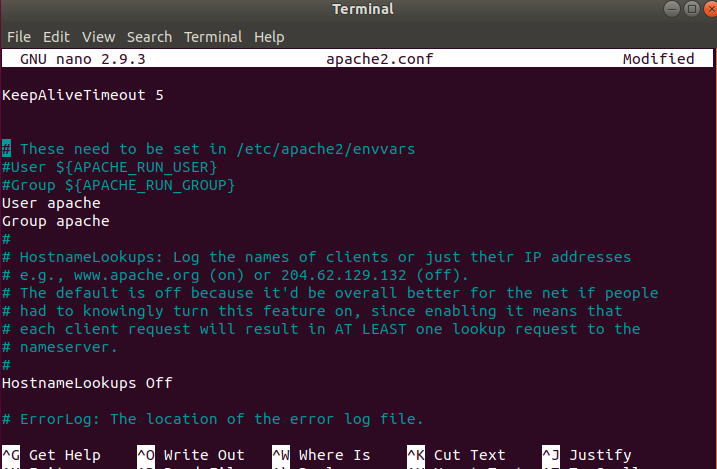 Terminal
File Edit View Search Terminal Help
GNU nano 2.9.3 apache2.conf Modified
KeepAliveTimeout 5
# These need to be set in /etc/apache2/envvars
#User ${APACHE_RUN_USER}
#Group ${APACHE_RUN_GROUP}
User apache
Group apache
#
# HostnameLookups: Log the names of clients or just their IP addresses
# e.g., www.apache.org (on) or 204.62.129.132 (off).
# The default is off because it'd be overall better for the net if people
# had to knowingly turn this feature on, since enabling it means that
# each client request will result in AT LEAST one lookup request to the
# nameserver.
#
HostnameLookups Off
# ErrorLog: The location of the error log file.
^G Get Help ^O Write Out ^W Where Is ^K Cut Text ^J Justify